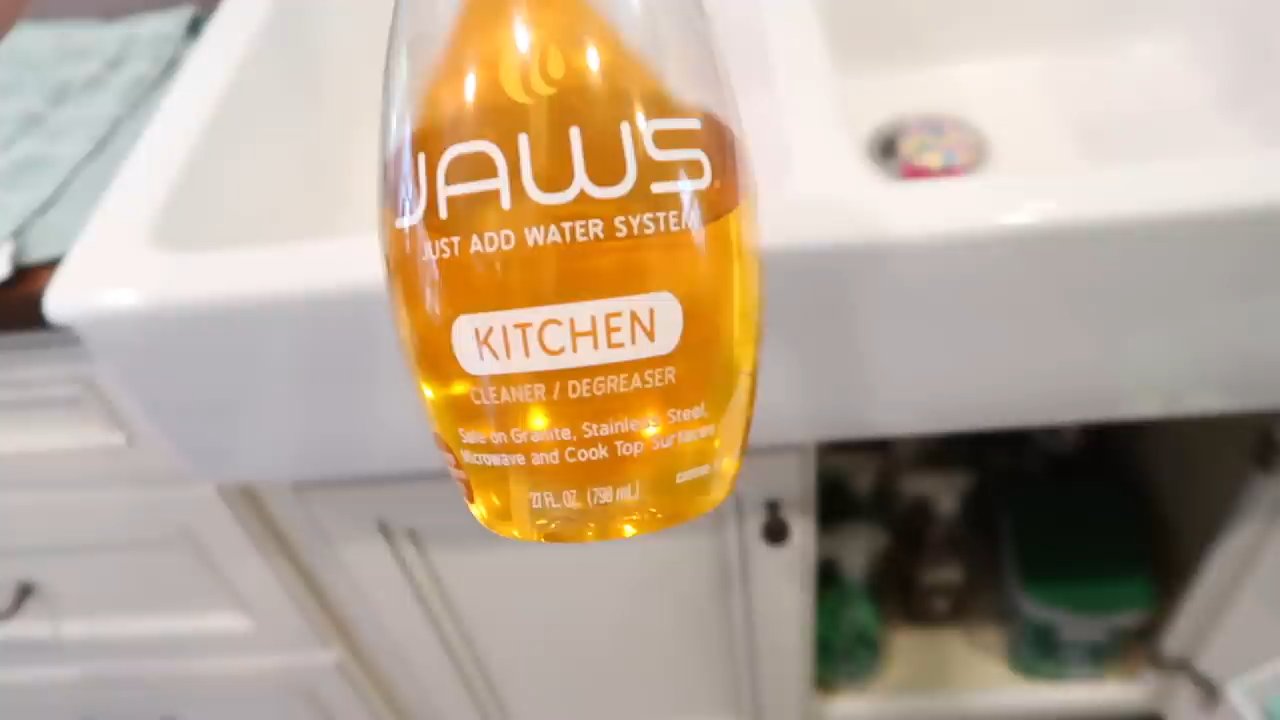 JAWS
JUST ADD WATER SYSTEM
KITCHEN
CLEANER / DEGREASER
Safe on Granite, Stainless Steel,
Microwave and Cook Top Surfaces
27 FL. OZ. (798 mL)